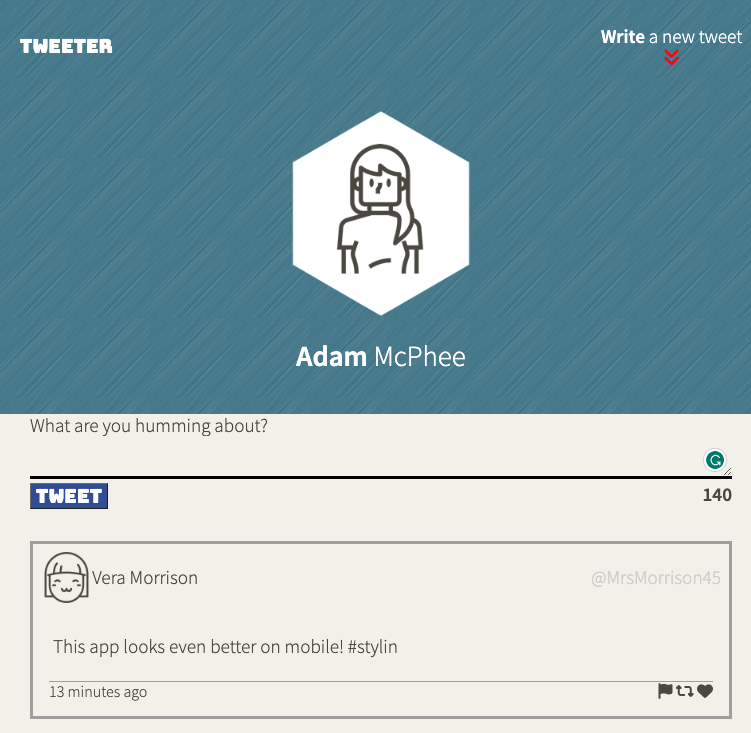 TWEETER
Write a new tweet
Adam McPhee
What are you humming about?
TWEET
140
Vera Morrison
@MrsMorrison45
This app looks even better on mobile! #stylin
13 minutes ago